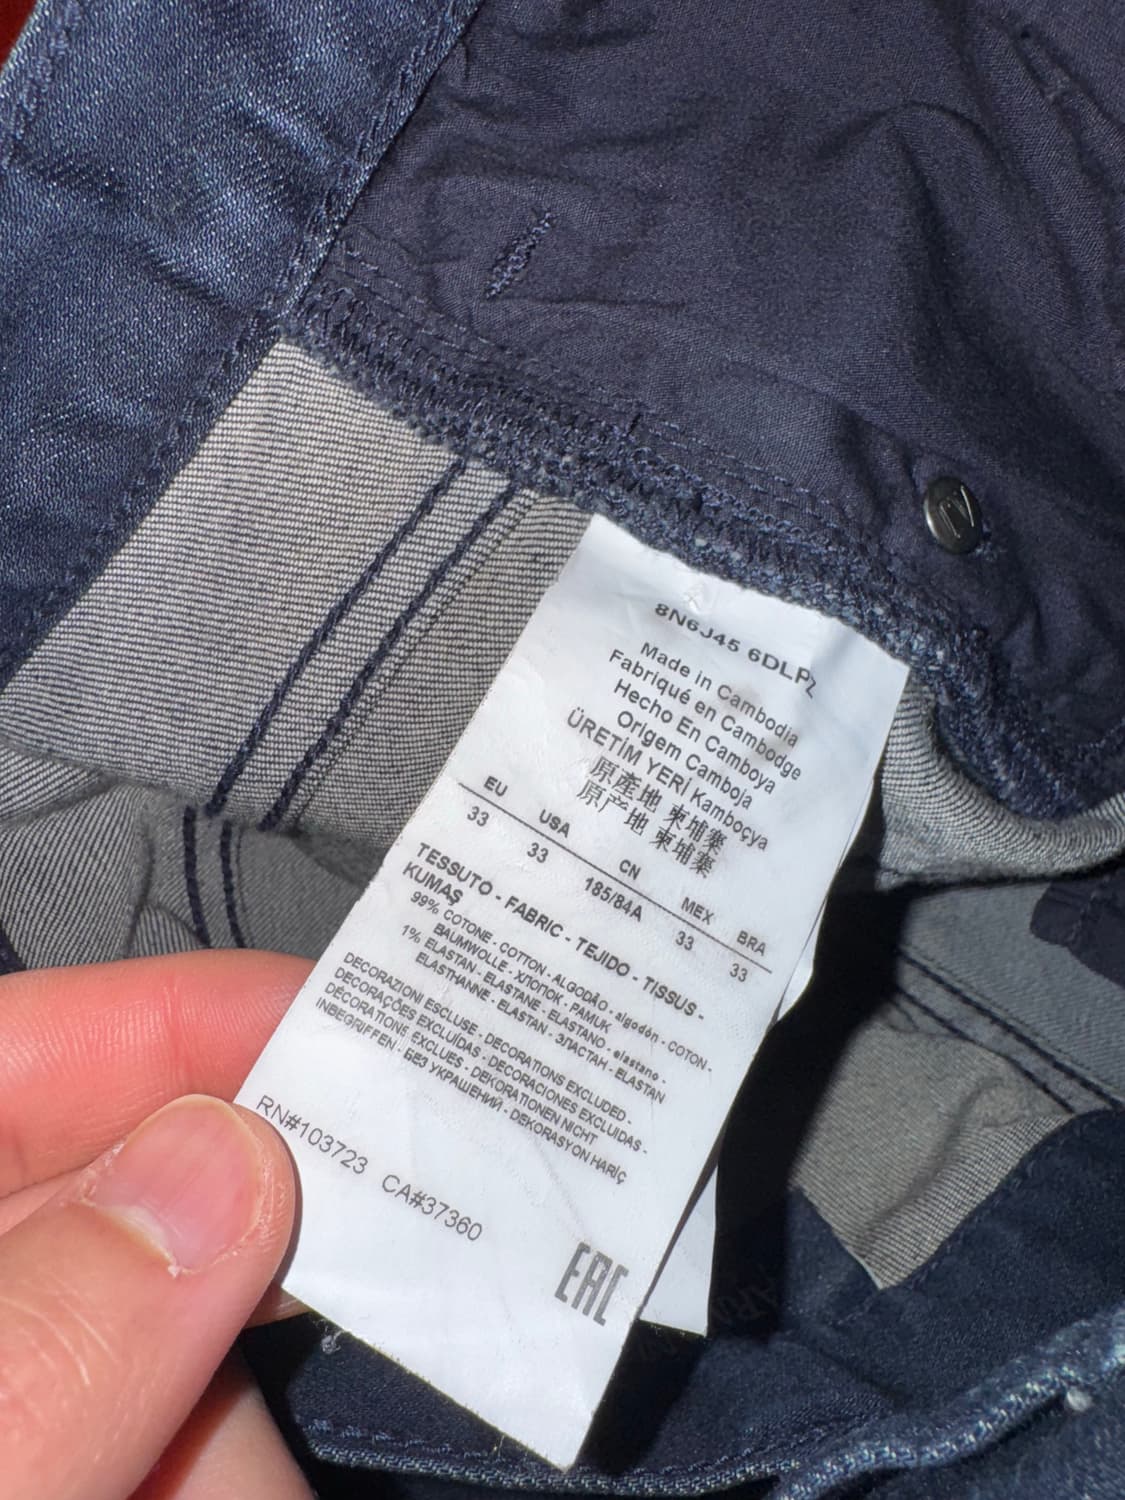 8N6J45 6DLPZ
Made in Cambodia
Fabriqué en Cambodge
Hecho En Camboya
Origem Camboja
ÜRETİM YERİ Kamboçya
原產地 柬埔寨
原产地 柬埔寨
EU USA CN MEX BRA
33 33 185/84A 33 33
TESSUTO - FABRIC - TEJIDO - TISSUS -
KUMAŞ
99% COTONE - COTTON - ALGODÃO - algodón - COTON -
BAUMWOLLE - ХЛОПОК - PAMUK
1% ELASTAN - ELASTANE - ELASTANO - elastano -
ELASTHANNE - ELASTAN - ЭЛАСТАН - ELASTAN
DECORAZIONI ESCLUSE - DECORATIONS EXCLUDED -
DECORAÇÕES EXCLUIDAS - DECORACIONES EXCLUIDAS -
DÉCORATIONS EXCLUES - DEKORATIONEN NICHT
INBEGRIFFEN - БЕЗ УКРАШЕНИЙ - DEKORASYON HARİÇ
RN#103723 CA#37360
EAC